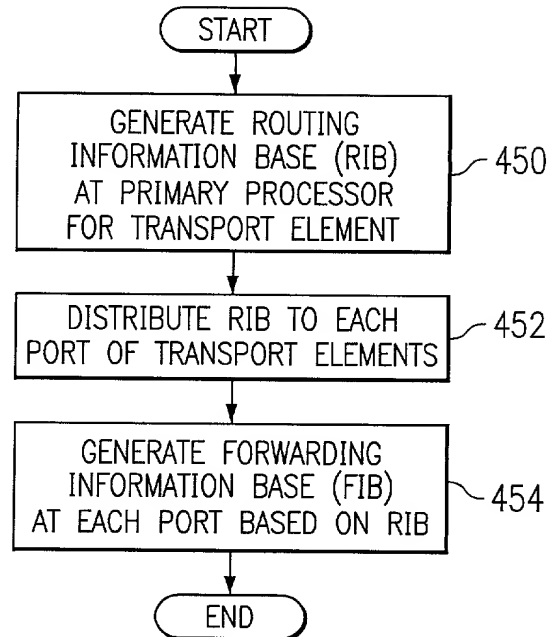 START
GENERATE ROUTING
INFORMATION BASE (RIB)
AT PRIMARY PROCESSOR
FOR TRANSPORT ELEMENT
450
DISTRIBUTE RIB TO EACH
PORT OF TRANSPORT ELEMENTS
452
GENERATE FORWARDING
INFORMATION BASE (FIB)
AT EACH PORT BASED ON RIB
454
END